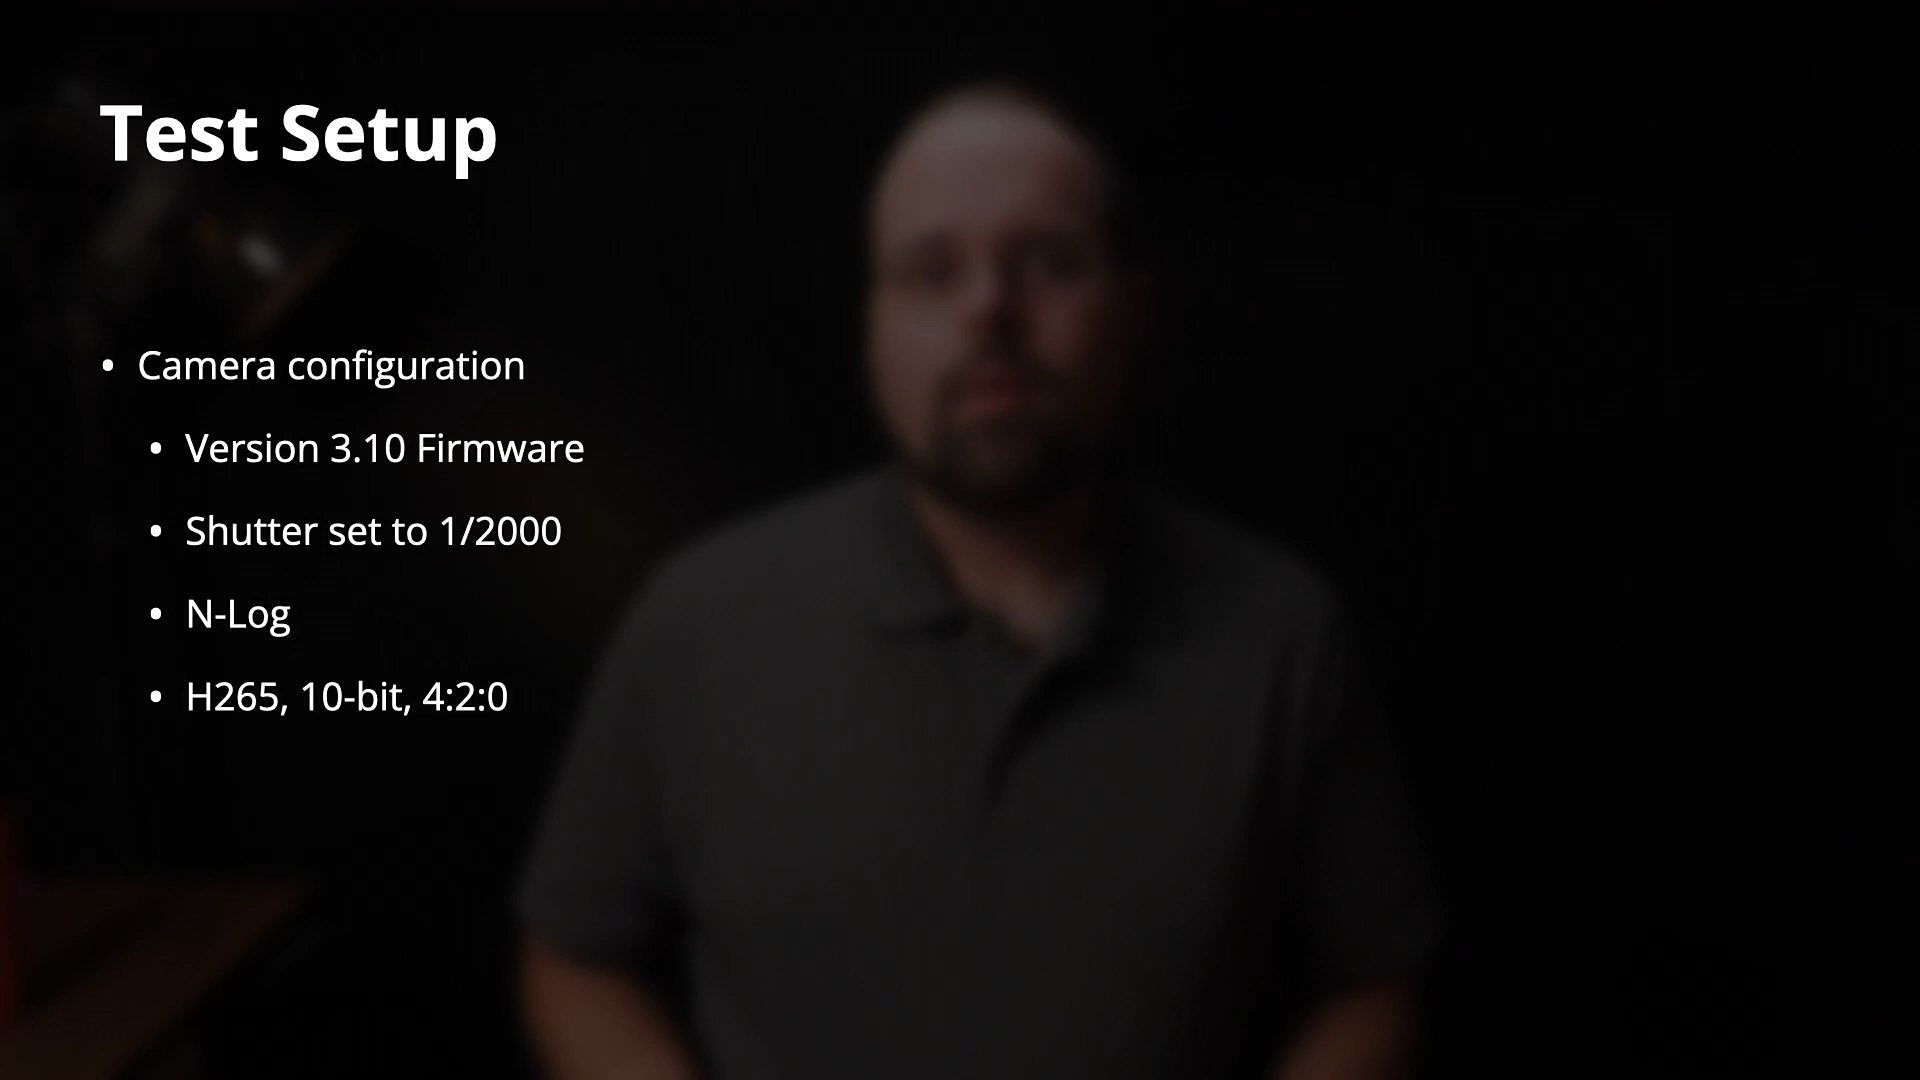 Test Setup
• Camera configuration
• Version 3.10 Firmware
• Shutter set to 1/2000
• N-Log
• H265, 10-bit, 4:2:0